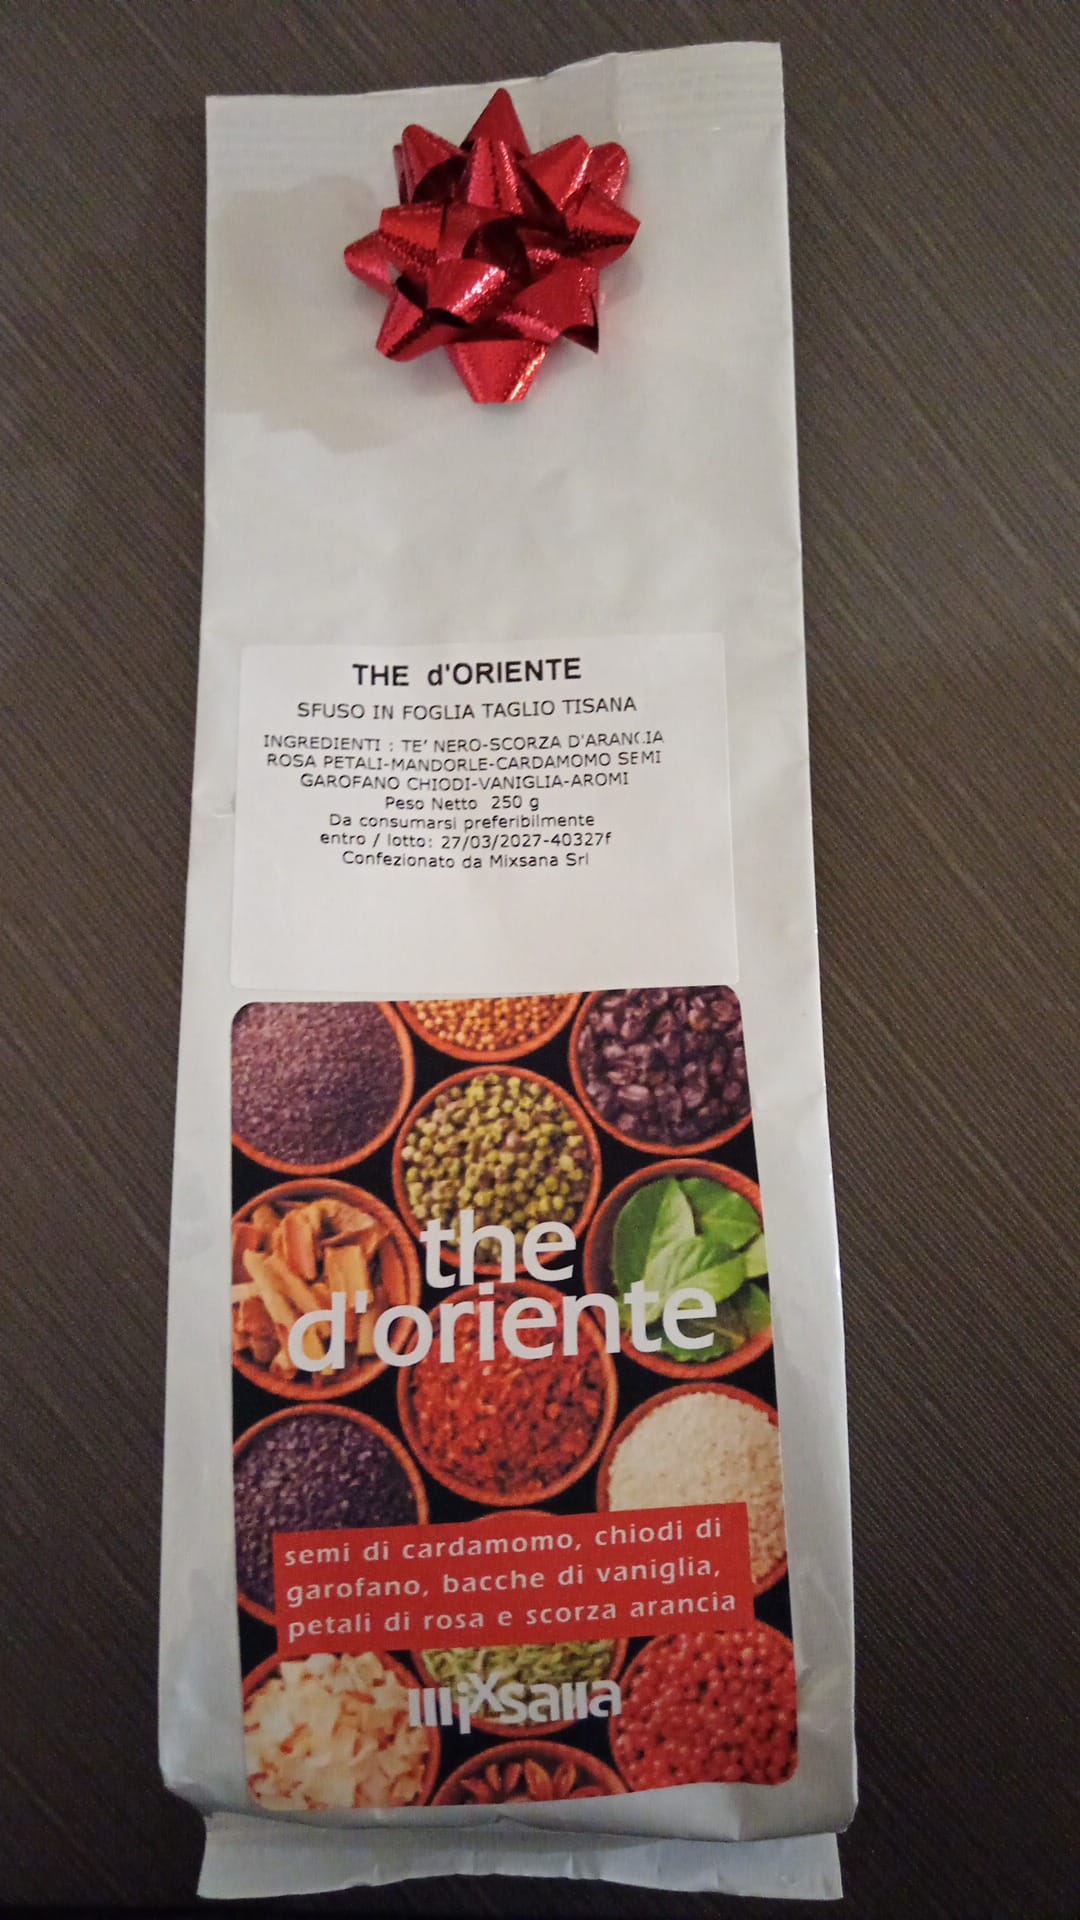 THE d'ORIENTE
SFUSO IN FOGLIA TAGLIO TISANA
INGREDIENTI : TE' NERO-SCORZA D'ARANCIA
ROSA PETALI-MANDORLE-CARDAMOMO SEMI
GAROFANO CHIODI-VANIGLIA-AROMI
Peso Netto 250 g
Da consumarsi preferibilmente
entro / lotto: 27/03/2027-40327f
Confezionato da Mixsana Srl
the
d'oriente
semi di cardamomo, chiodi di
garofano, bacche di vaniglia,
petali di rosa e scorza arancia
mixsana